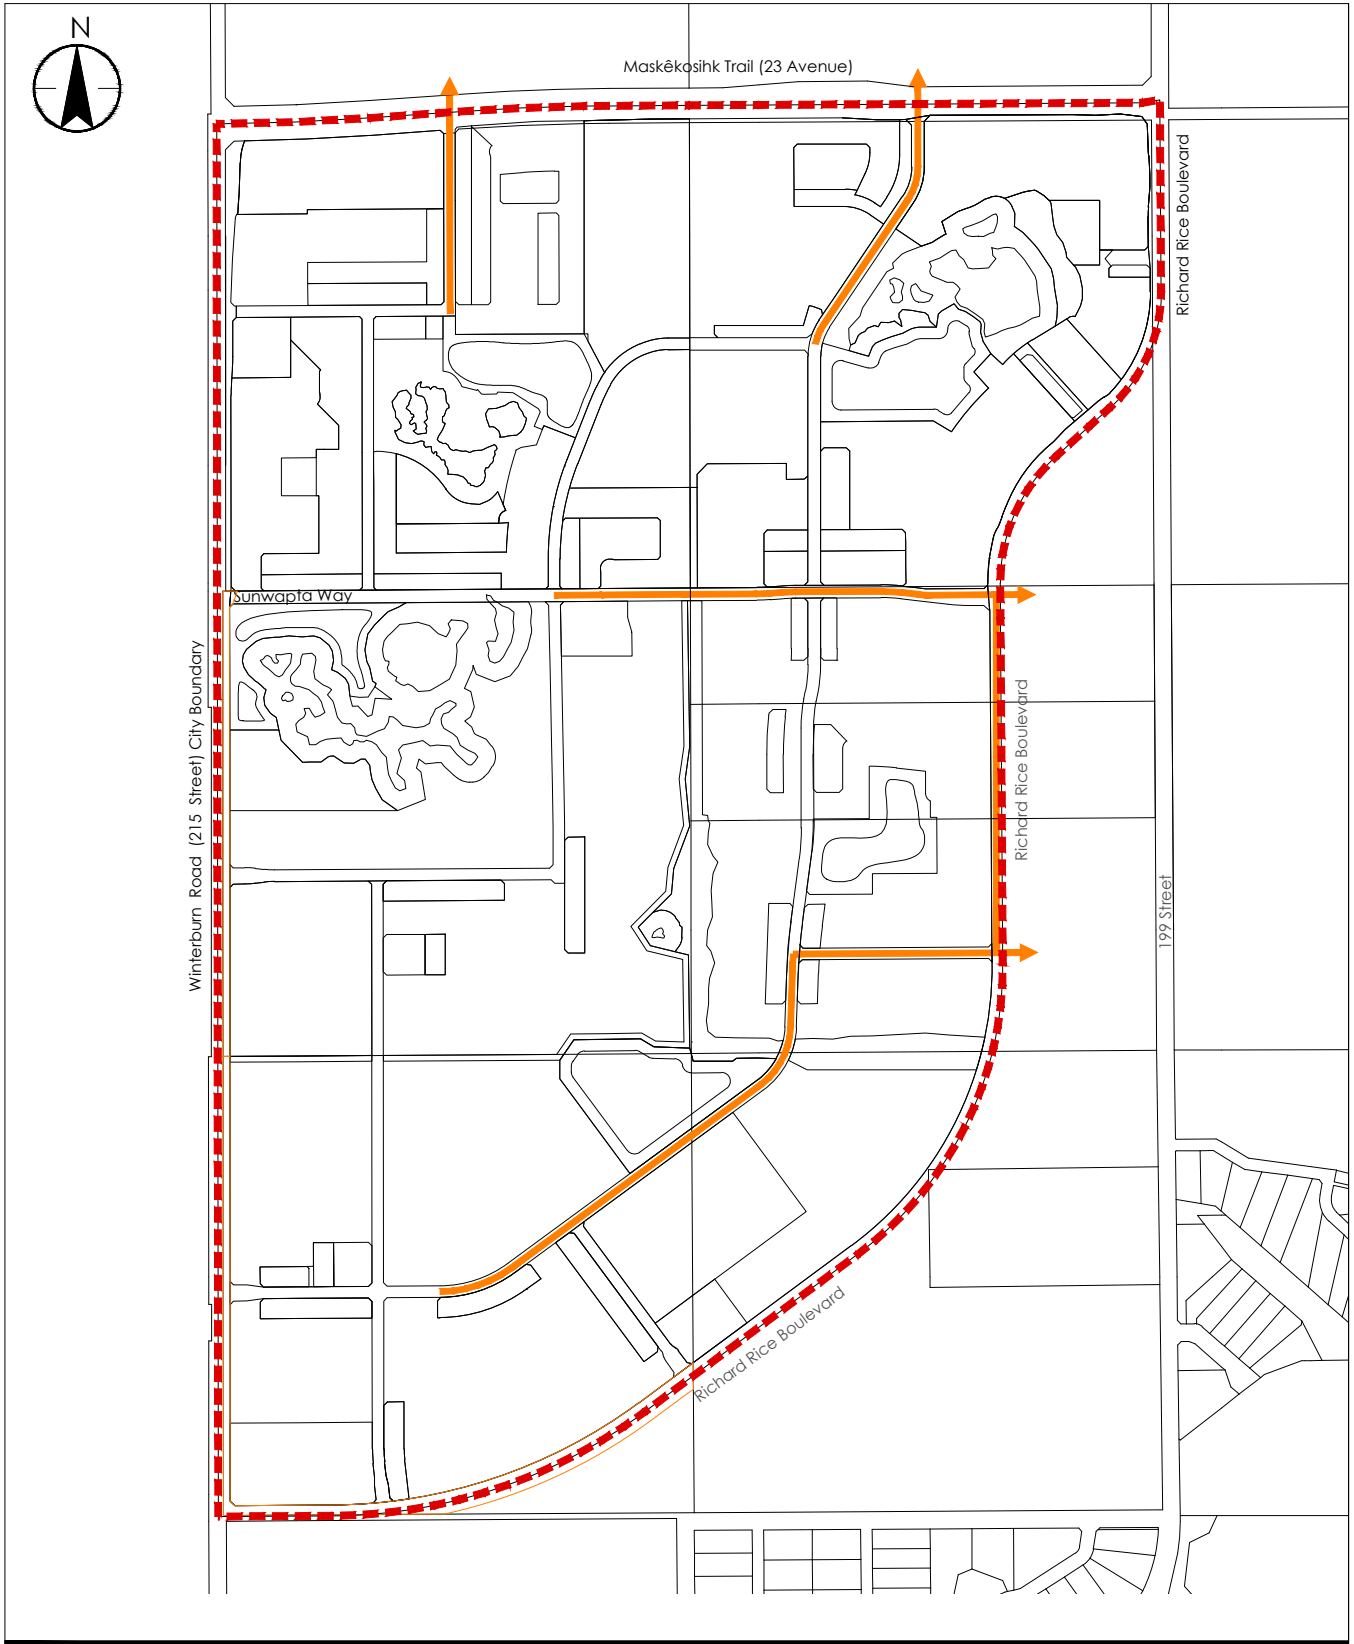 N
Maskêkosihk Trail (23 Avenue)
Richard Rice Boulevard
Sunwapta Way
Winterburn Road (215 Street) City Boundary
Richard Rice Boulevard
199 Street
Richard Rice Boulevard